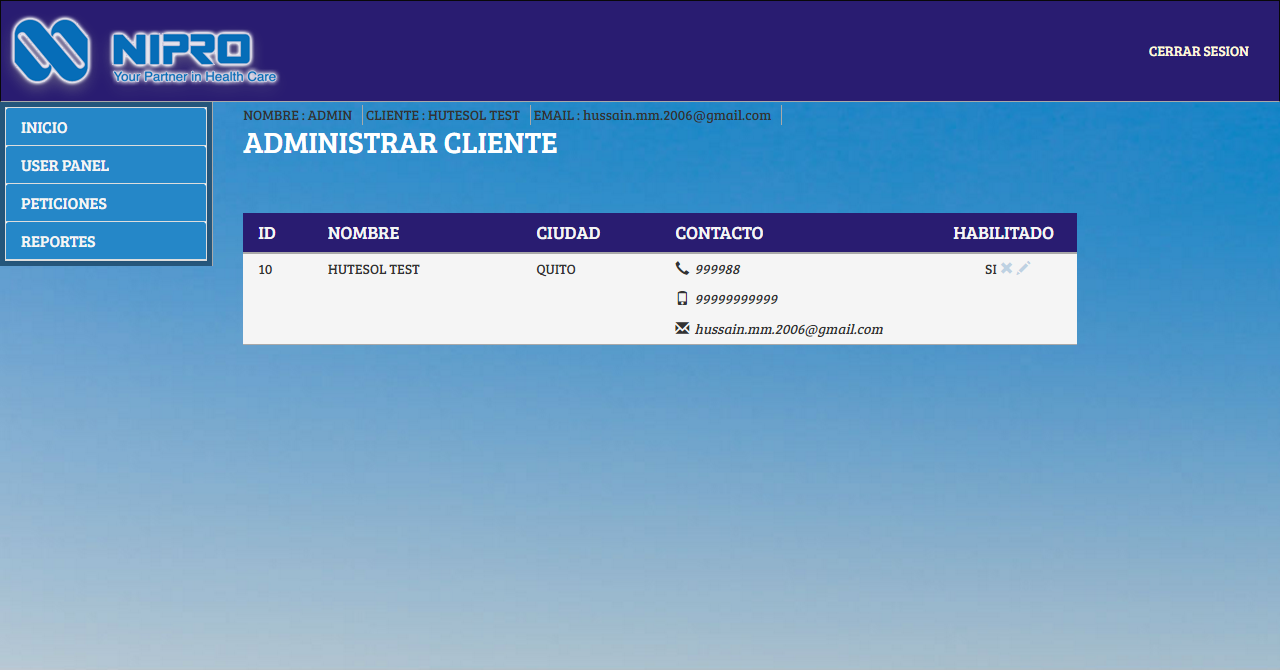 NIPRO
Your Partner in Health Care
CERRAR SESION
INICIO
USER PANEL
PETICIONES
REPORTES
NOMBRE : ADMIN CLIENTE : HUTESOL TEST EMAIL : hussain.mm.2006@gmail.com
ADMINISTRAR CLIENTE
ID NOMBRE CIUDAD CONTACTO HABILITADO
10 HUTESOL TEST QUITO 999988 SI
99999999999
hussain.mm.2006@gmail.com